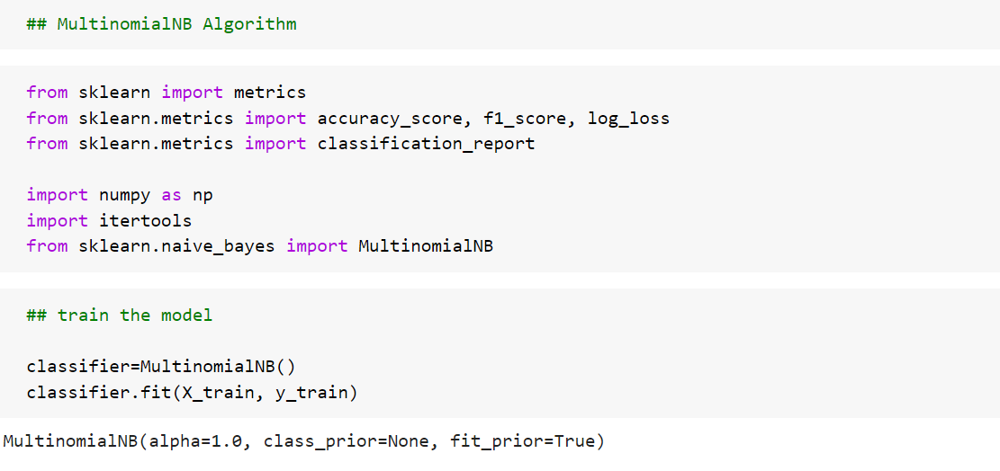 ## MultinomialNB Algorithm
from sklearn import metrics
from sklearn.metrics import accuracy_score, f1_score, log_loss
from sklearn.metrics import classification_report
import numpy as np
import itertools
from sklearn.naive_bayes import MultinomialNB
## train the model
classifier=MultinomialNB()
classifier.fit(X_train, y_train)
MultinomialNB(alpha=1.0, class_prior=None, fit_prior=True)